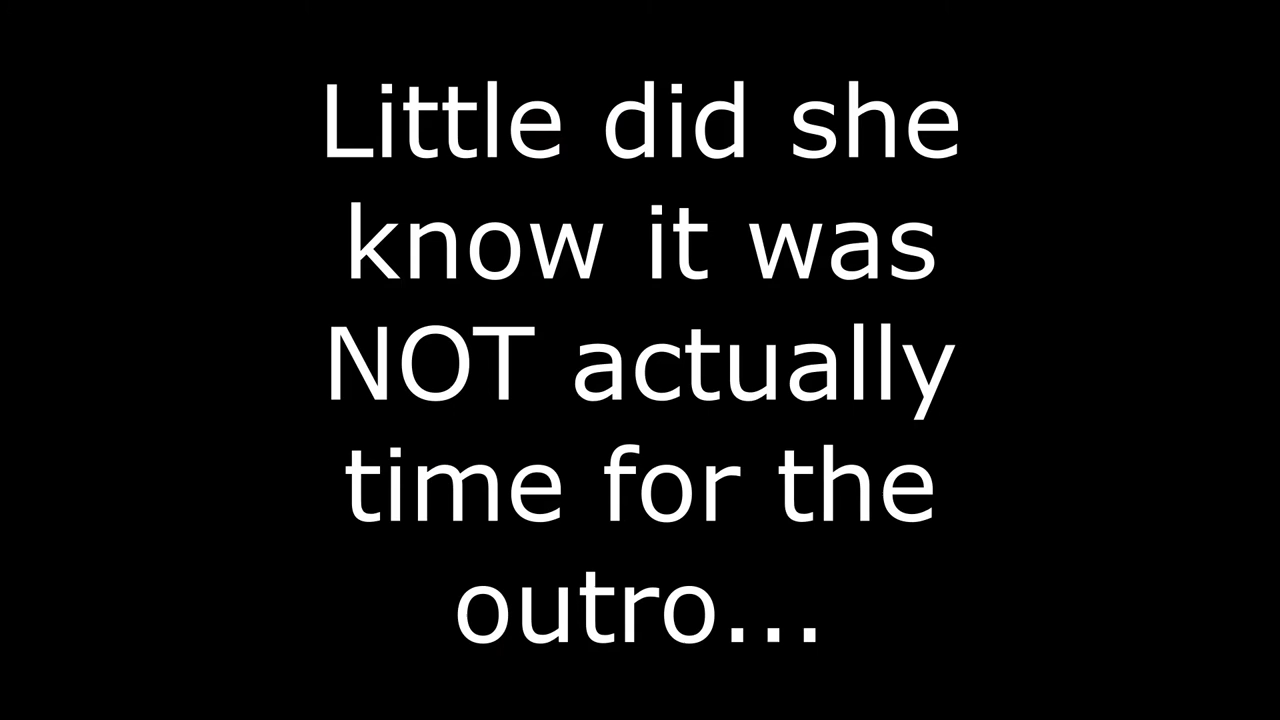 Little did she
know it was
NOT actually
time for the
outro...